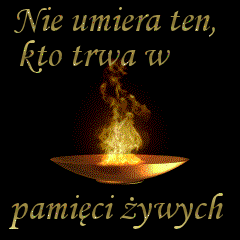 Nie umiera ten,
kto trwa w
pamięci żywych